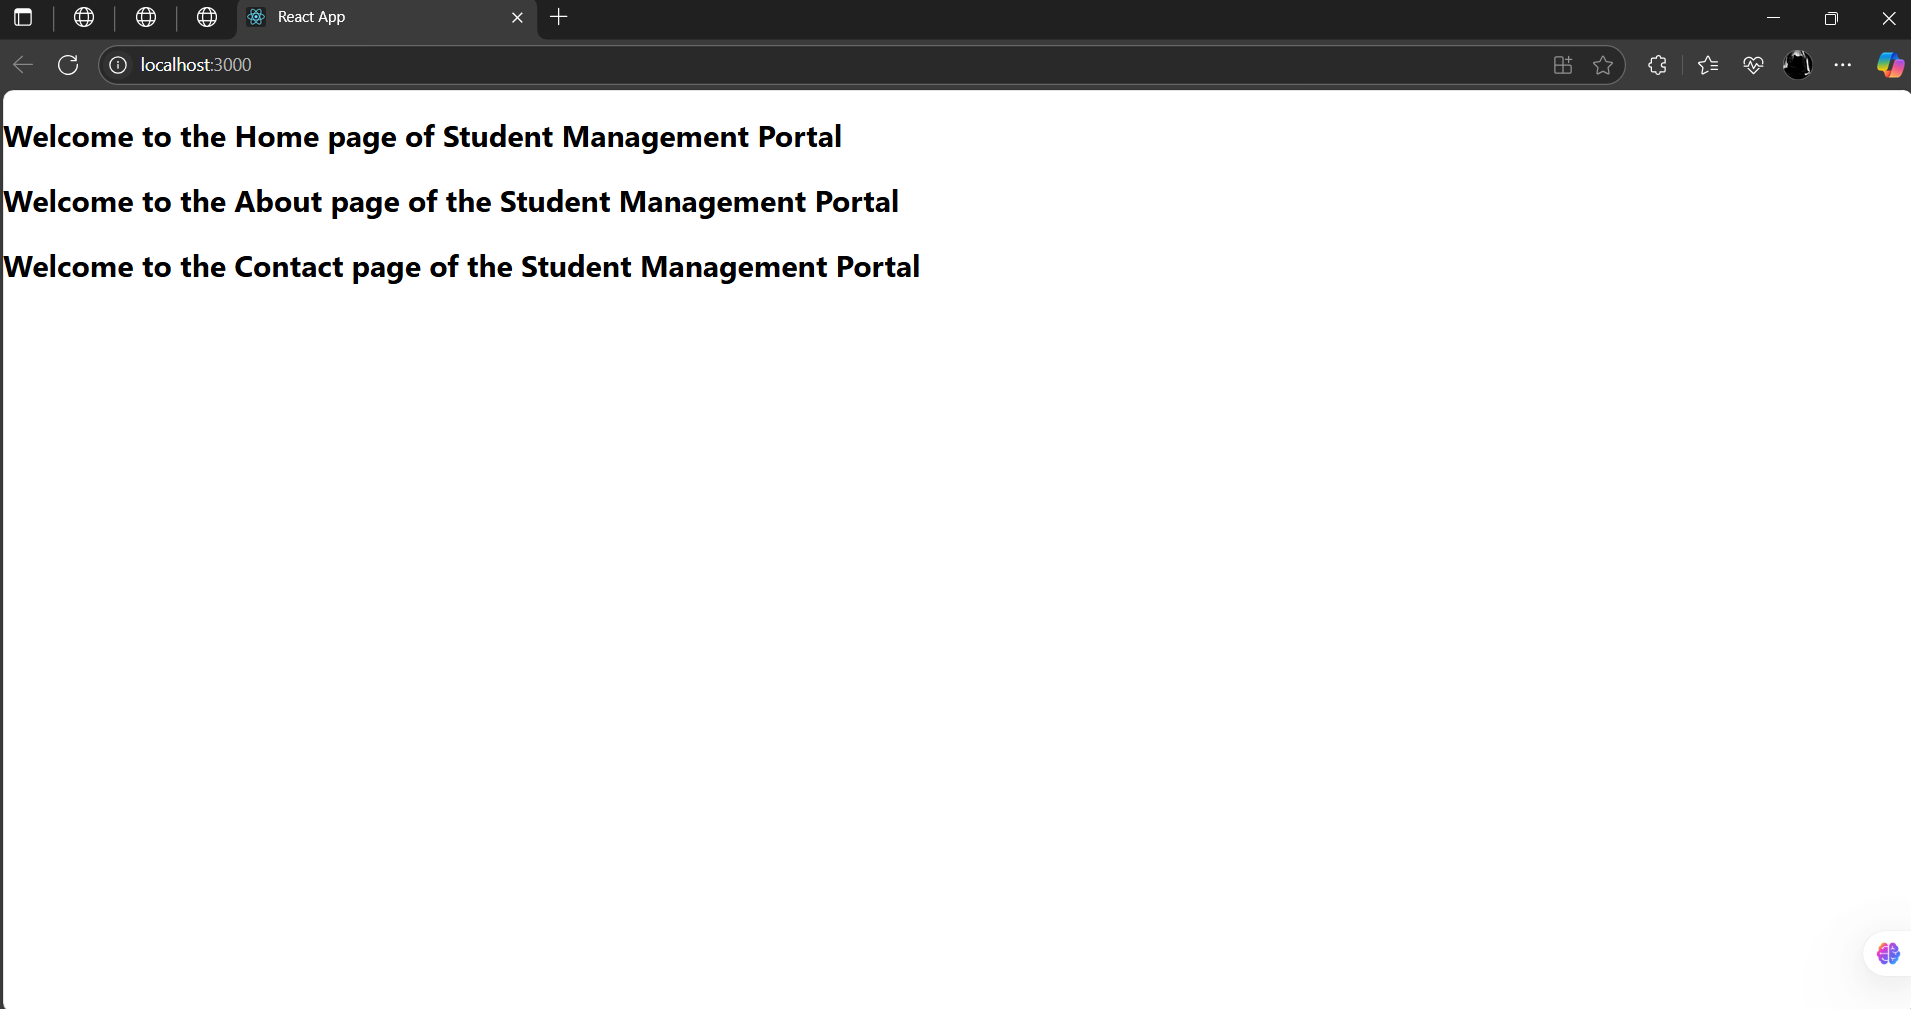 React App
localhost:3000
Welcome to the Home page of Student Management Portal
Welcome to the About page of the Student Management Portal
Welcome to the Contact page of the Student Management Portal